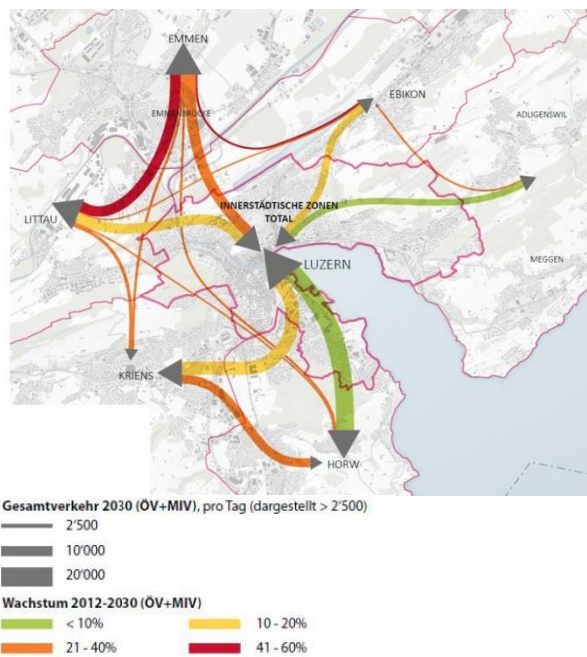 EMMEN
EBIKON
EMMENBRÜCKE
ADLIGENSWIL
INNERSTÄDTISCHE ZONEN
TOTAL
LITTAU
LUZERN
MEGGEN
KRIENS
HORW
Gesamtverkehr 2030 (ÖV+MIV), pro Tag (dargestellt > 2'500)
2'500
10'000
20'000
Wachstum 2012-2030 (ÖV+MIV)
< 10% 10 - 20%
21 - 40% 41 - 60%